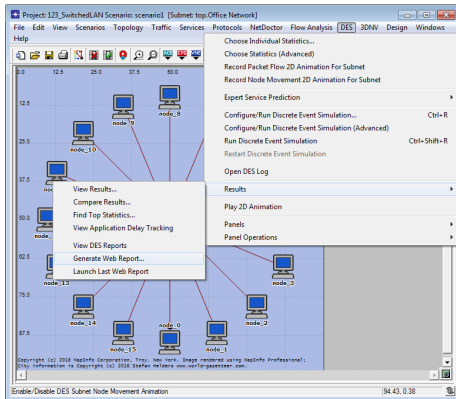 Project: 123_SwitchedLAN Scenario: scenario1 [Subnet: top.Office Network]
File Edit View Scenarios Topology Traffic Services Protocols NetDoctor Flow Analysis DES 3DNV Design Windows
Help
Choose Individual Statistics...
Choose Statistics (Advanced)
Record Packet Flow 2D Animation For Subnet
Record Node Movement 2D Animation For Subnet
Expert Service Prediction
Configure/Run Discrete Event Simulation... Ctrl+R
Configure/Run Discrete Event Simulation (Advanced)
Run Discrete Event Simulation Ctrl+Shift+R
Restart Discrete Event Simulation
Open DES Log
Results
Play 2D Animation
Panels
Panel Operations
View Results...
Compare Results...
Find Top Statistics...
View Application Delay Tracking
View DES Reports
Generate Web Report...
Launch Last Web Report
0.0 12.5 25.0 37.5 50.0
12.5
25.0
37.5
50.0
62.5
75.0
87.5
node_8
node_9
node_10
node_13
node_3
node_14
node_0
node_2
node_15
node_1
Copyright (c) 2016 MapInfo Corporation, Troy, New York. Image rendered using MapInfo Professional;
City information is Copyright (c) 2016 Stefan Helders www.world-gazetteer.com.
Enable/Disable DES Subnet Node Movement Animation
94.43, 0.38